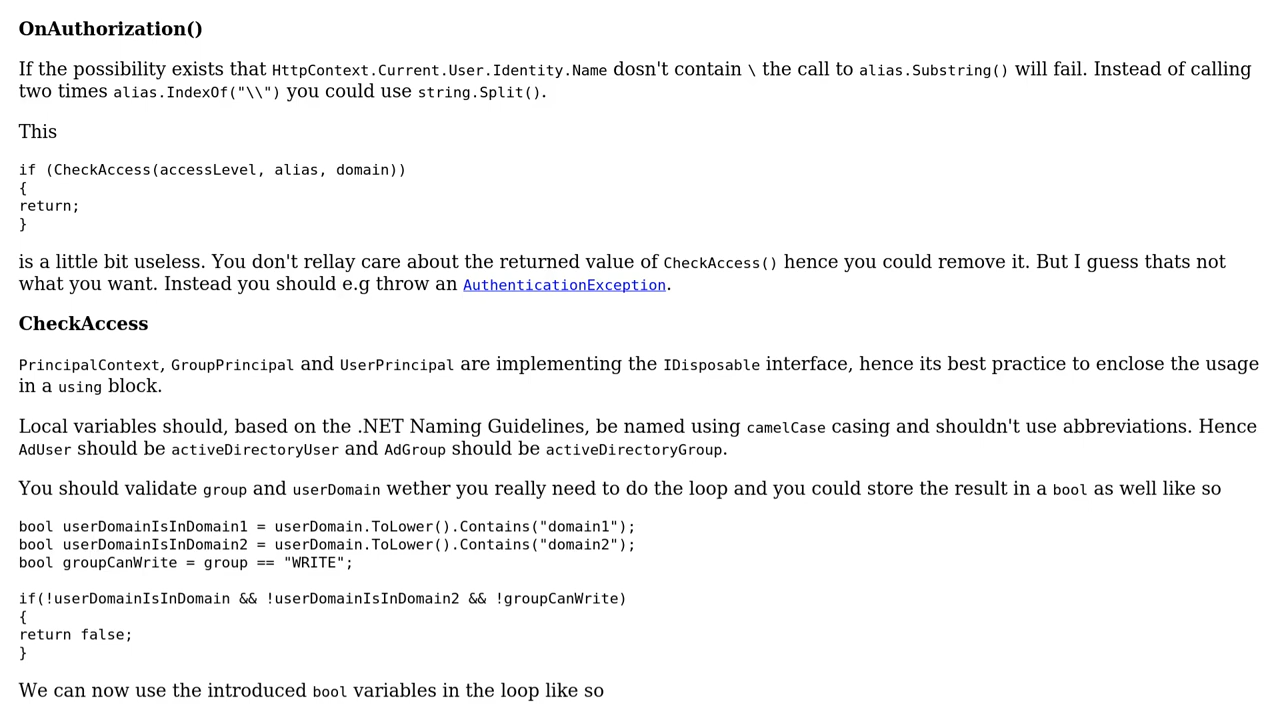 OnAuthorization()
If the possibility exists that HttpContext.Current.User.Identity.Name dosn't contain \ the call to alias.Substring() will fail. Instead of calling
two times alias.IndexOf("\\") you could use string.Split().
This
if (CheckAccess(accessLevel, alias, domain))
{
return;
}
is a little bit useless. You don't rellay care about the returned value of CheckAccess() hence you could remove it. But I guess thats not
what you want. Instead you should e.g throw an AuthenticationException.
CheckAccess
PrincipalContext, GroupPrincipal and UserPrincipal are implementing the IDisposable interface, hence its best practice to enclose the usage
in a using block.
Local variables should, based on the .NET Naming Guidelines, be named using camelCase casing and shouldn't use abbreviations. Hence
AdUser should be activeDirectoryUser and AdGroup should be activeDirectoryGroup.
You should validate group and userDomain wether you really need to do the loop and you could store the result in a bool as well like so
bool userDomainIsInDomain1 = userDomain.ToLower().Contains("domain1");
bool userDomainIsInDomain2 = userDomain.ToLower().Contains("domain2");
bool groupCanWrite = group == "WRITE";
if(!userDomainIsInDomain && !userDomainIsInDomain2 && !groupCanWrite)
{
return false;
}
We can now use the introduced bool variables in the loop like so